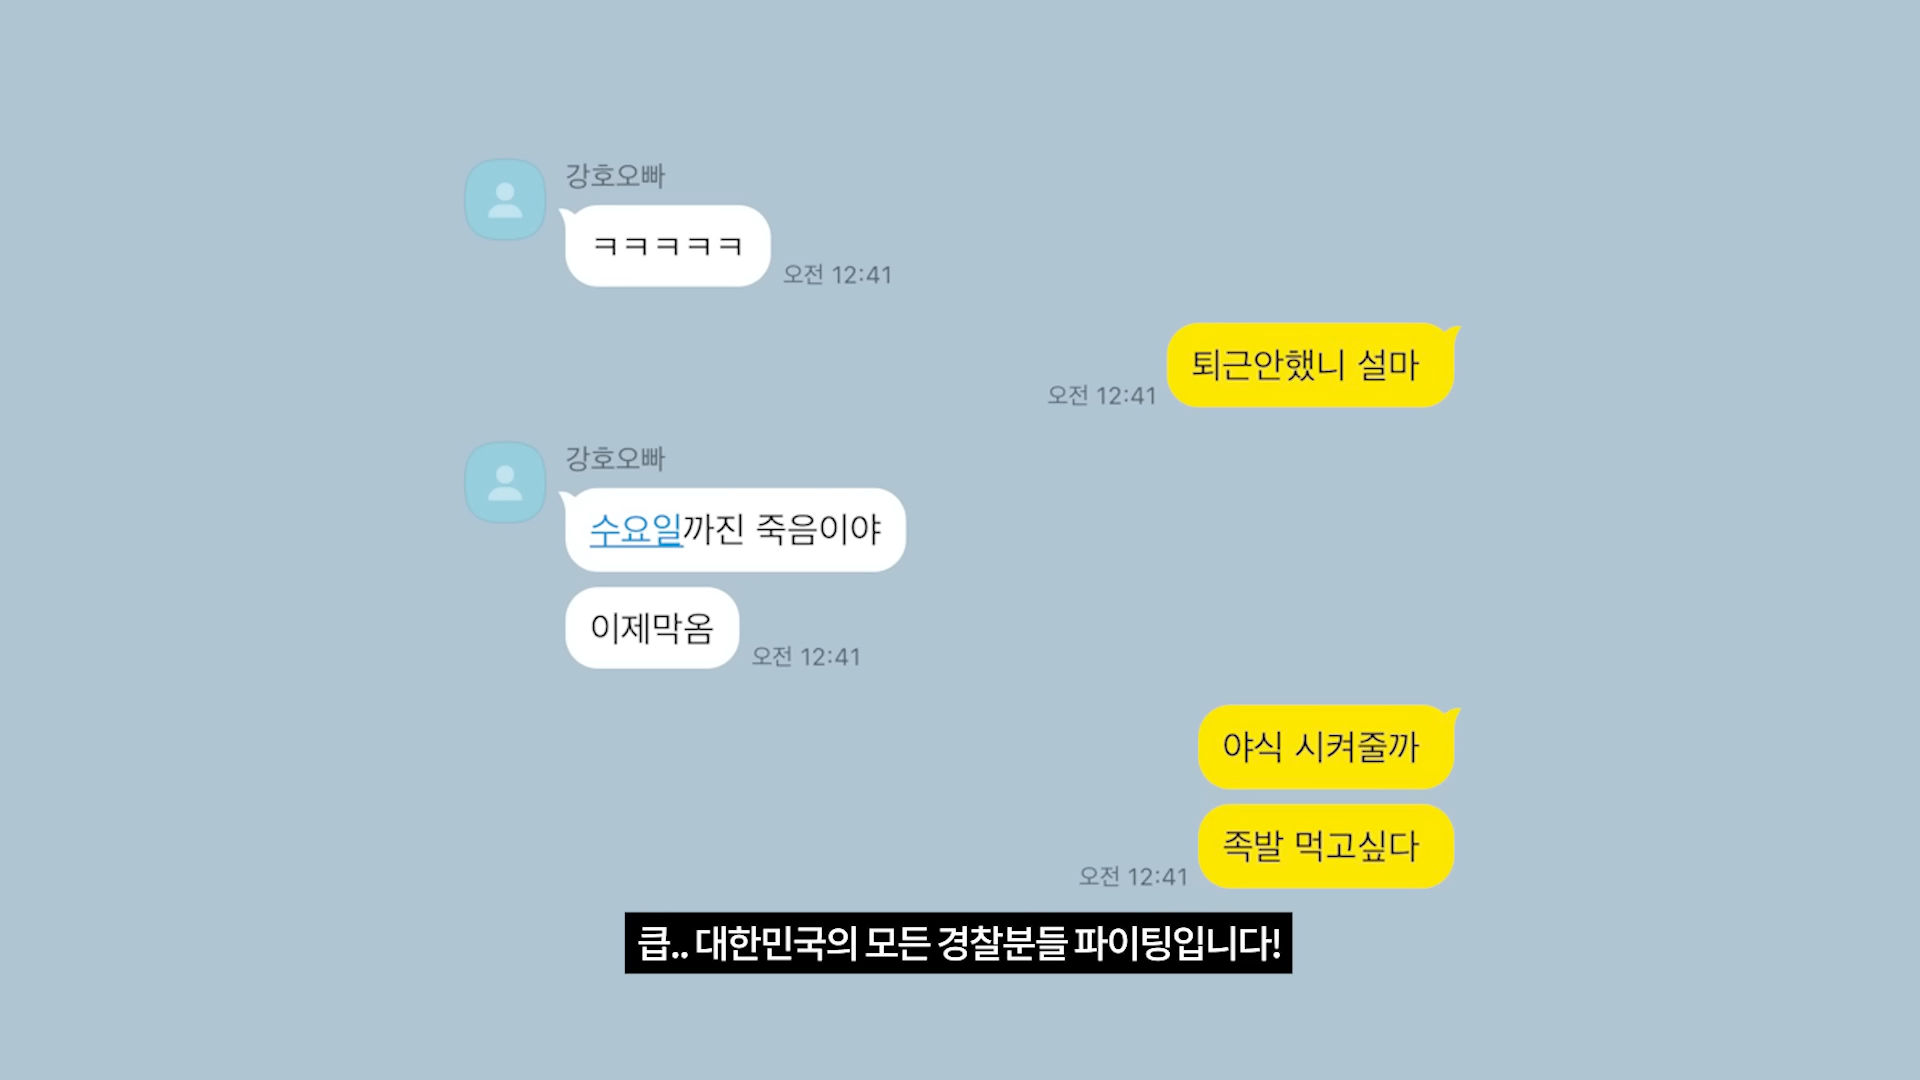 강호오빠
ㅋㅋㅋㅋㅋ
오전 12:41
퇴근안했니 설마
오전 12:41
강호오빠
수요일까진 죽음이야
이제막옴
오전 12:41
야식 시켜줄까
족발 먹고싶다
오전 12:41
큽.. 대한민국의 모든 경찰분들 파이팅입니다!